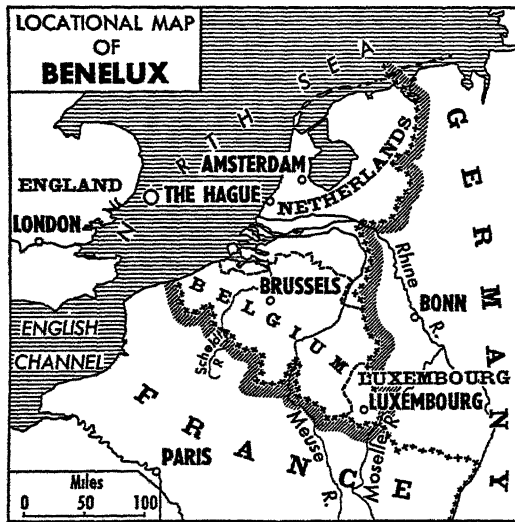 LOCATIONAL MAP
OF
BENELUX
NORTH SEA
GERMANY
AMSTERDAM
THE HAGUE
NETHERLANDS
ENGLAND
LONDON
BRUSSELS
BELGIUM
Rhine R.
BONN
ENGLISH
CHANNEL
Scheldt R.
LUXEMBOURG
LUXEMBOURG
Meuse R.
Moselle R.
FRANCE
PARIS
Miles
0 50 100